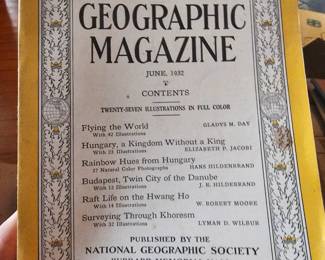 GEOGRAPHIC
MAGAZINE
JUNE, 1932
CONTENTS
TWENTY-SEVEN ILLUSTRATIONS IN FULL COLOR
Flying the World GLADYS M. DAY
With 42 Illustrations
Hungary, a Kingdom Without a King
With 25 Illustrations ELIZABETH P. JACOBI
Rainbow Hues from Hungary
27 Natural Color Photographs HANS HILDENBRAND
Budapest, Twin City of the Danube
With 13 Illustrations J. R. HILDEBRAND
Raft Life on the Hwang Ho
With 14 Illustrations W. ROBERT MOORE
Surveying Through Khoresm
With 32 Illustrations LYMAN D. WILBUR
PUBLISHED BY THE
NATIONAL GEOGRAPHIC SOCIETY
HUBBARD MEMORIAL